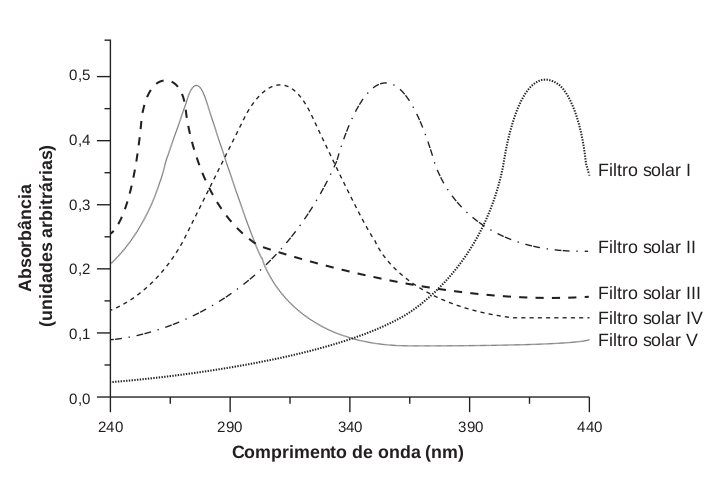 0,5
0,4
0,3
0,2
0,1
0,0
Absorbância
(unidades arbitrárias)
240
290
340
390
440
Comprimento de onda (nm)
Filtro solar I
Filtro solar II
Filtro solar III
Filtro solar IV
Filtro solar V